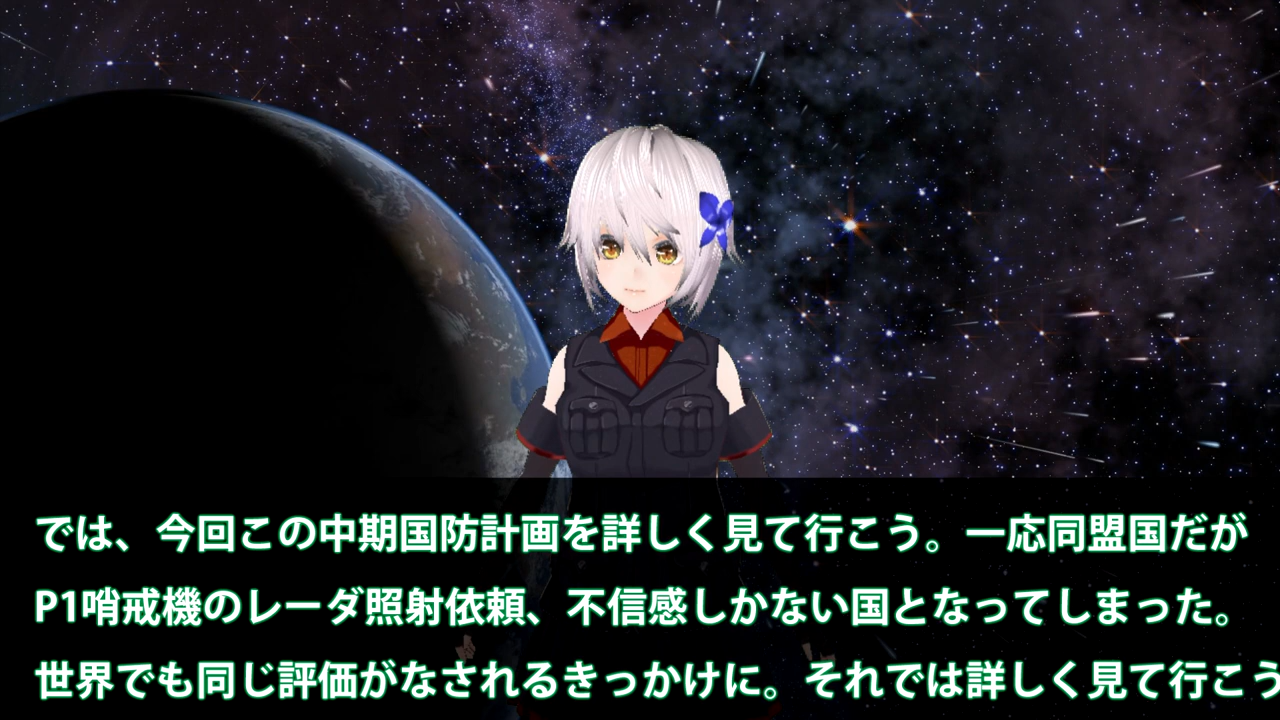 では、今回この中期国防計画を詳しく見て行こう。一応同盟国だが
P1哨戒機のレーダ照射依頼、不信感しかない国となってしまった。
世界でも同じ評価がなされるきっかけに。それでは詳しく見て行こう